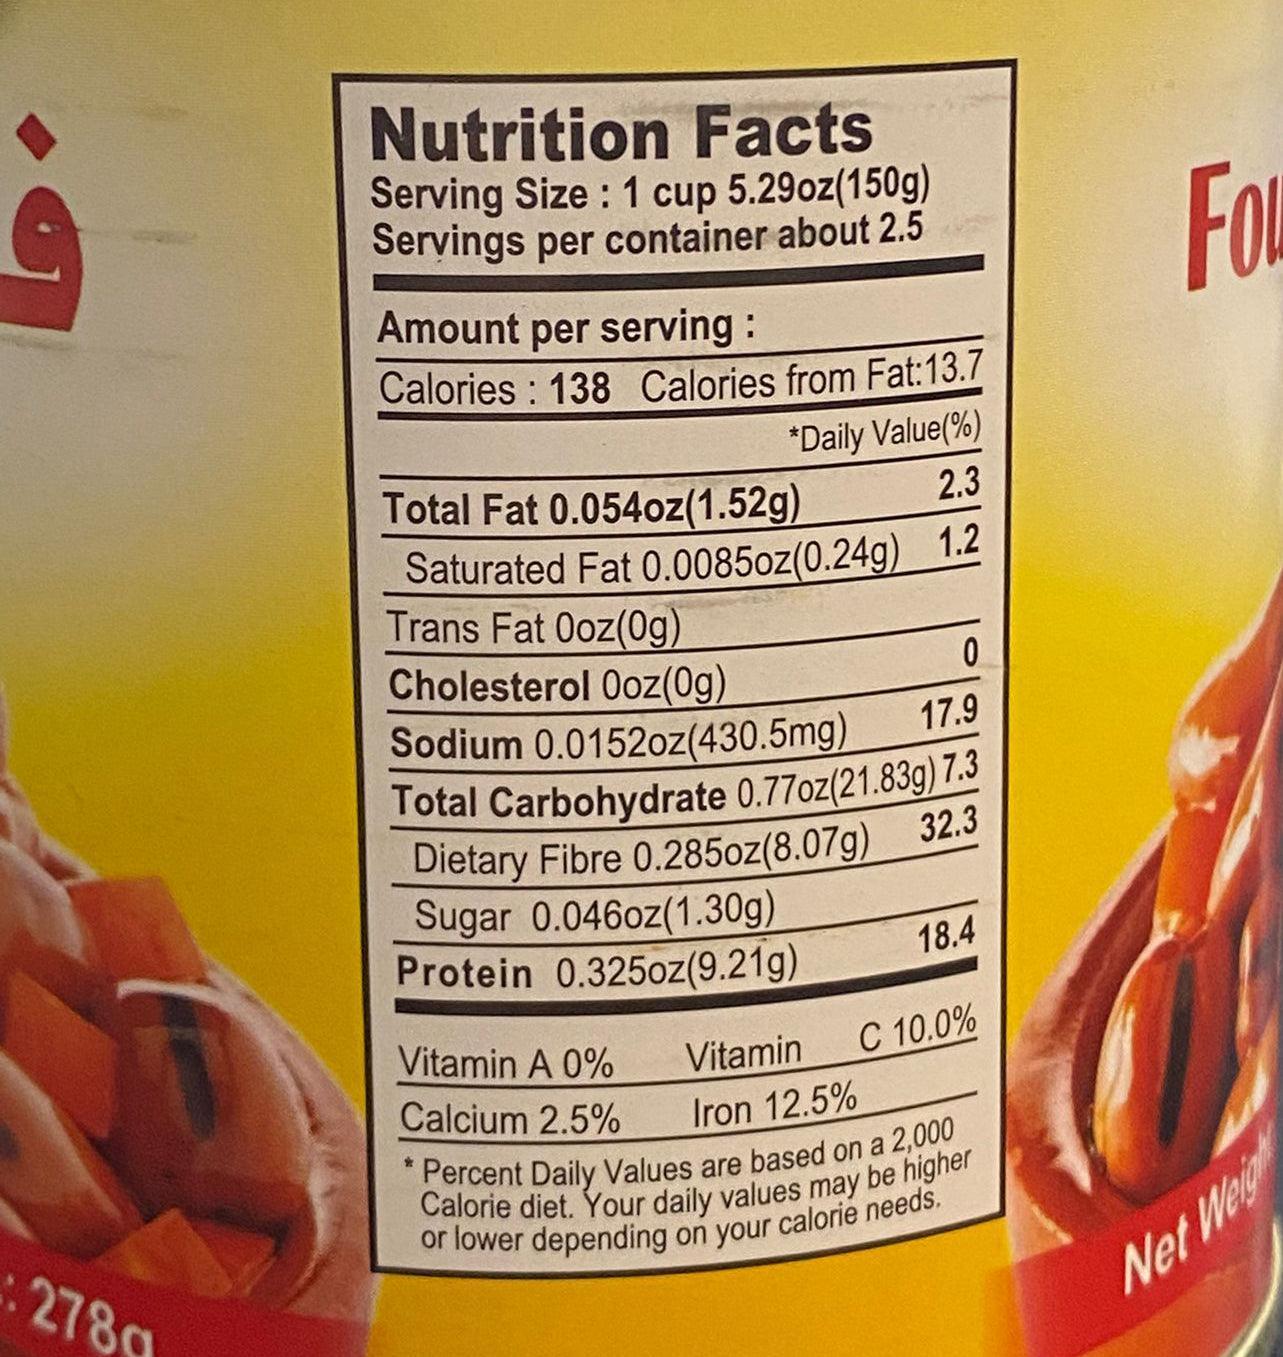 ف
Fou
Nutrition Facts
Serving Size : 1 cup 5.29oz(150g)
Servings per container about 2.5
Amount per serving :
Calories : 138 Calories from Fat:13.7
*Daily Value(%)
Total Fat 0.054oz(1.52g) 2.3
Saturated Fat 0.0085oz(0.24g) 1.2
Trans Fat 0oz(0g)
Cholesterol 0oz(0g) 0
Sodium 0.0152oz(430.5mg) 17.9
Total Carbohydrate 0.77oz(21.83g) 7.3
Dietary Fibre 0.285oz(8.07g) 32.3
Sugar 0.046oz(1.30g)
Protein 0.325oz(9.21g) 18.4
Vitamin A 0% Vitamin C 10.0%
Calcium 2.5% Iron 12.5%
* Percent Daily Values are based on a 2,000
Calorie diet. Your daily values may be higher
or lower depending on your calorie needs.
Net Weight
: 278g